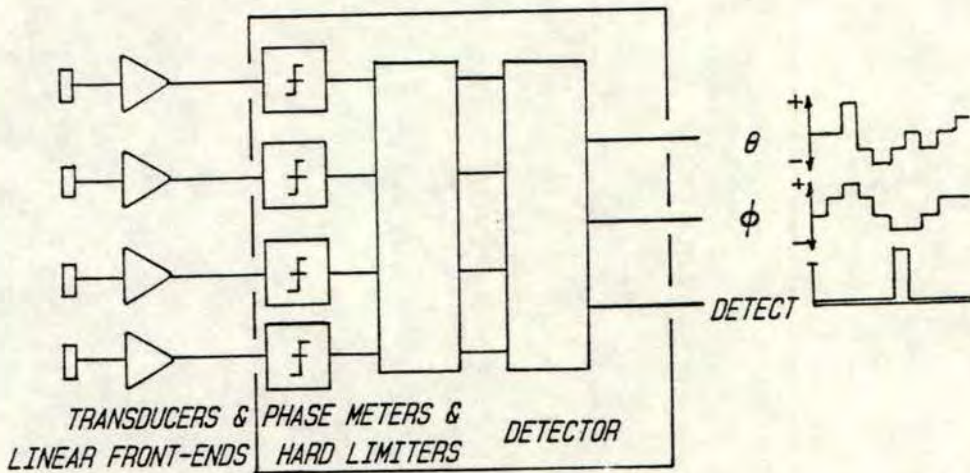 +
θ
−
+
ϕ
−
DETECT
TRANSDUCERS & PHASE METERS &
LINEAR FRONT-ENDS HARD LIMITERS DETECTOR